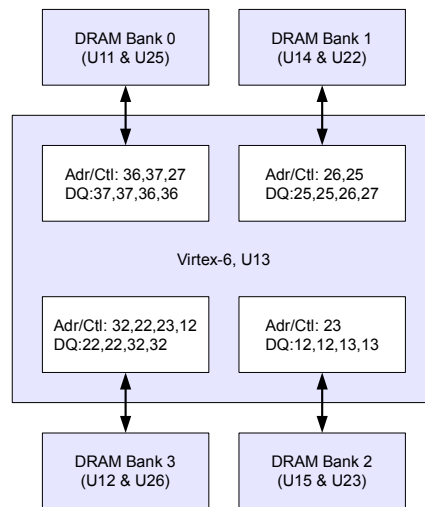 DRAM Bank 0
(U11 & U25)
DRAM Bank 1
(U14 & U22)
Adr/Ctl: 36,37,27
DQ:37,37,36,36
Adr/Ctl: 26,25
DQ:25,25,26,27
Virtex-6, U13
Adr/Ctl: 32,22,23,12
DQ:22,22,32,32
Adr/Ctl: 23
DQ:12,12,13,13
DRAM Bank 3
(U12 & U26)
DRAM Bank 2
(U15 & U23)